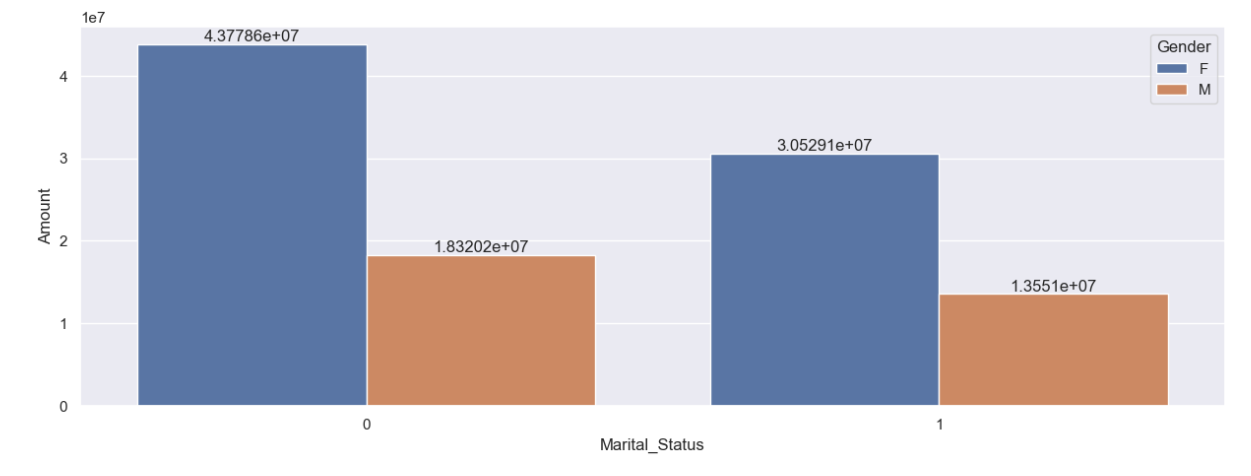 1e7
4.37786e+07
Gender
F
M
4
3.05291e+07
3
Amount
2
1.83202e+07
1.3551e+07
1
0
0
1
Marital_Status